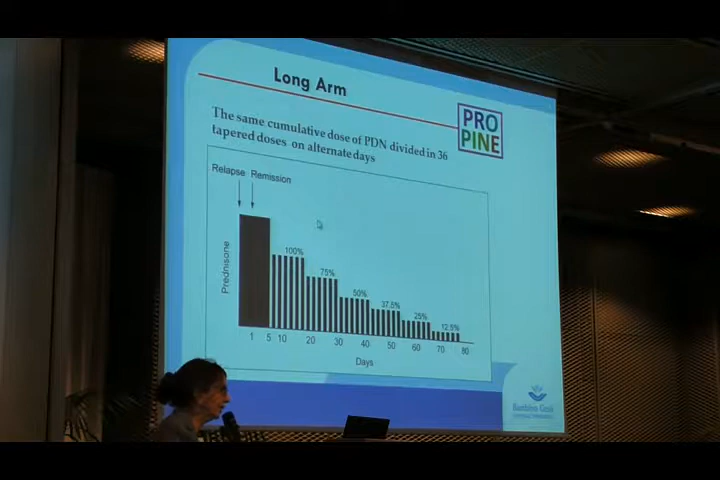 Long Arm
PRO
PINE
The same cumulative dose of PDN divided in 36
tapered doses on alternate days
Relapse Remission
Prednisone
100%
75%
50%
37,5%
25%
12,5%
1 5 10 20 30 40 50 60 70 80
Days
Bambino Gesù